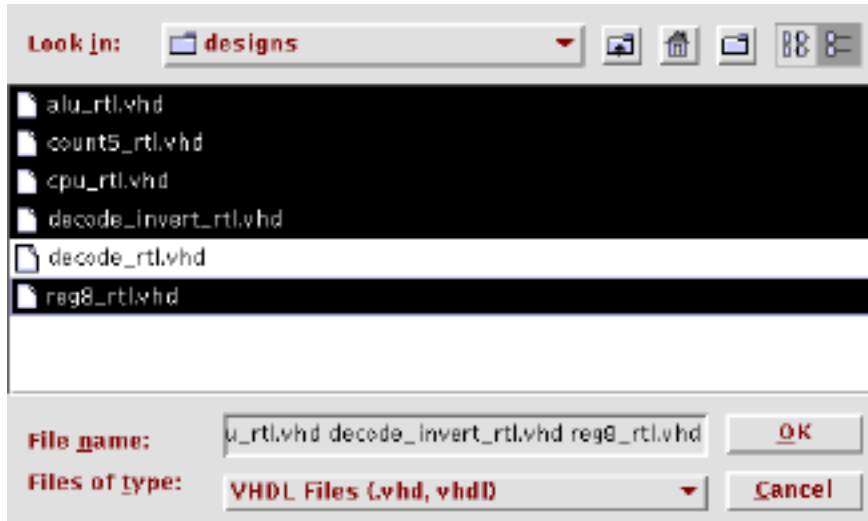 Look in: designs
alu_rtl.vhd
count5_rtl.vhd
cpu_rtl.vhd
decode_invert_rtl.vhd
decode_rtl.vhd
reg8_rtl.vhd
File name: u_rtl.vhd decode_invert_rtl.vhd reg8_rtl.vhd OK
Files of type: VHDL Files (.vhd, vhdl) Cancel